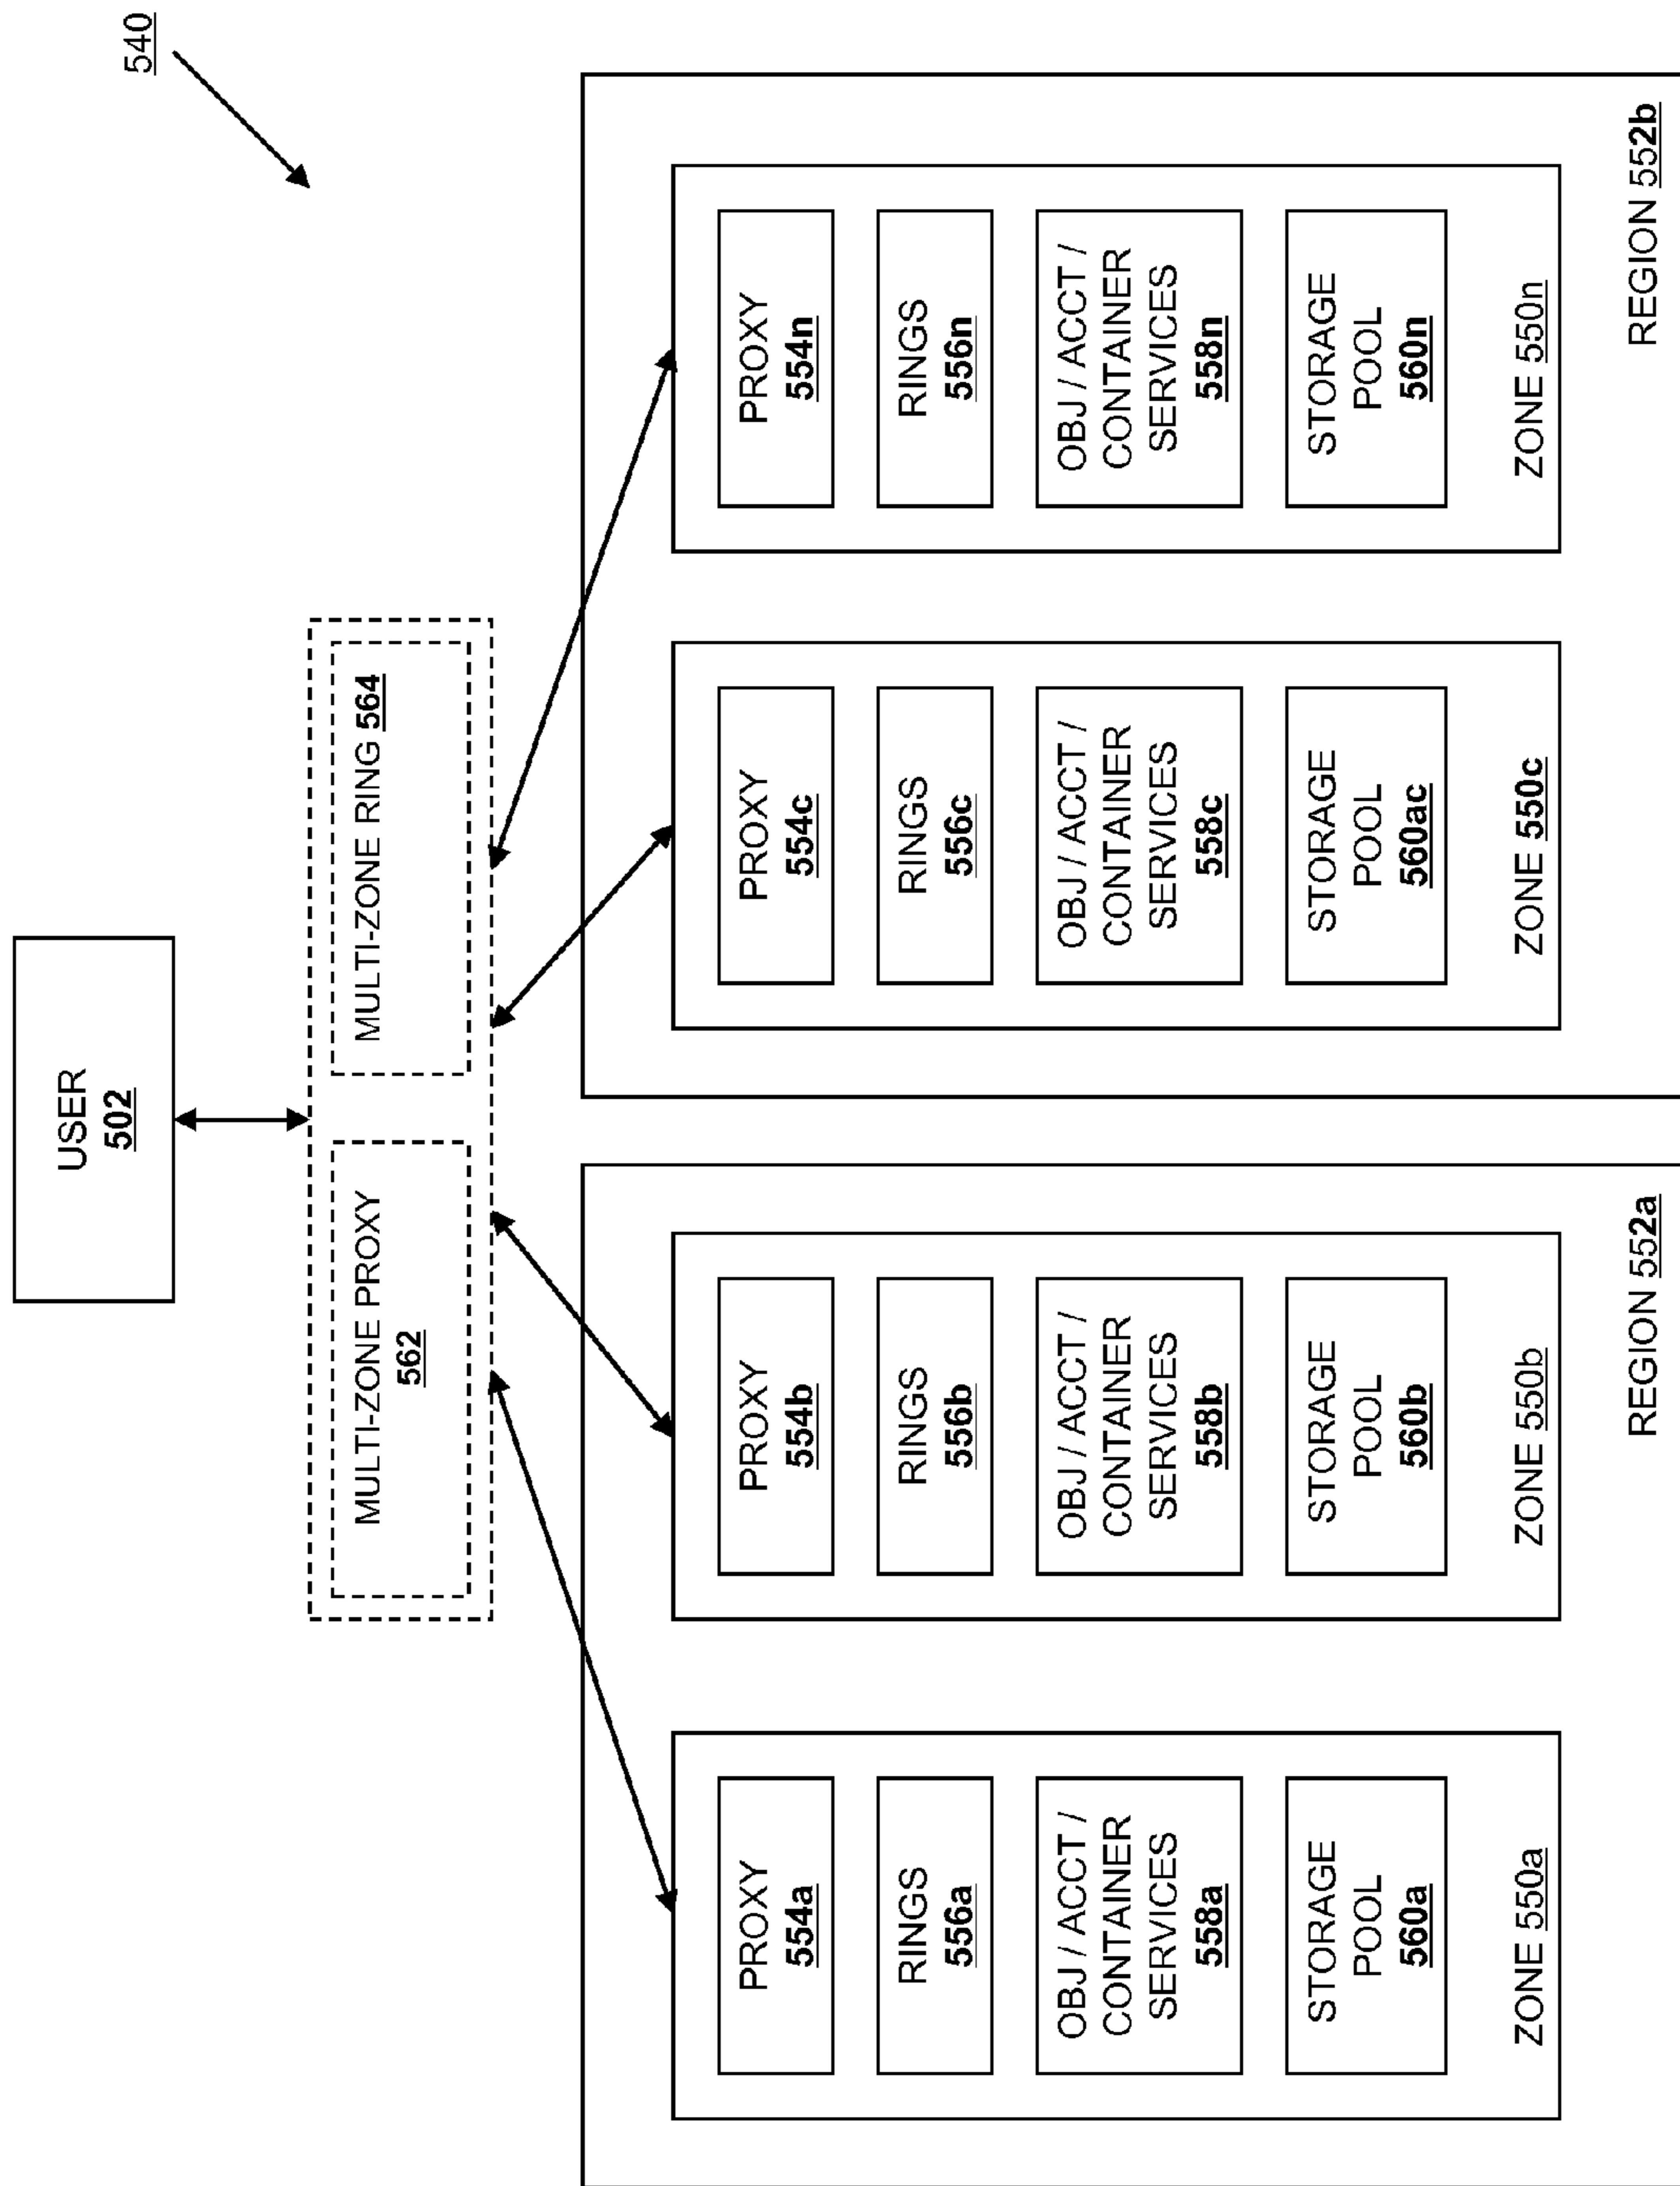 540
USER
502
MULTI-ZONE PROXY
562
MULTI-ZONE RING 564
PROXY
554a
RINGS
556a
OBJ / ACCT /
CONTAINER
SERVICES
558a
STORAGE
POOL
560a
ZONE 550a
PROXY
554b
RINGS
556b
OBJ / ACCT /
CONTAINER
SERVICES
558b
STORAGE
POOL
560b
ZONE 550b
REGION 552a
PROXY
554c
RINGS
556c
OBJ / ACCT /
CONTAINER
SERVICES
558c
STORAGE
POOL
560ac
ZONE 550c
PROXY
554n
RINGS
556n
OBJ / ACCT /
CONTAINER
SERVICES
558n
STORAGE
POOL
560n
ZONE 550n
REGION 552b